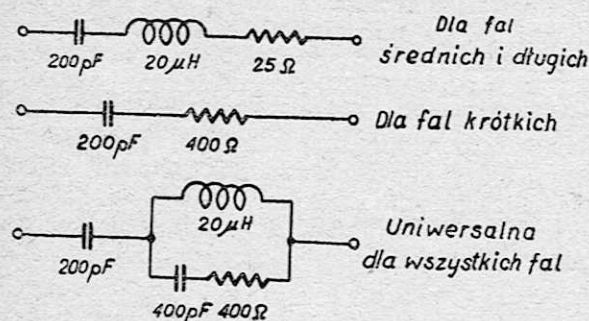 200pF 20μH 25Ω
Dla fal
średnich i długich
200pF 400Ω
Dla fal krótkich
20μH
200pF
400pF 400Ω
Uniwersalna
dla wszystkich fal